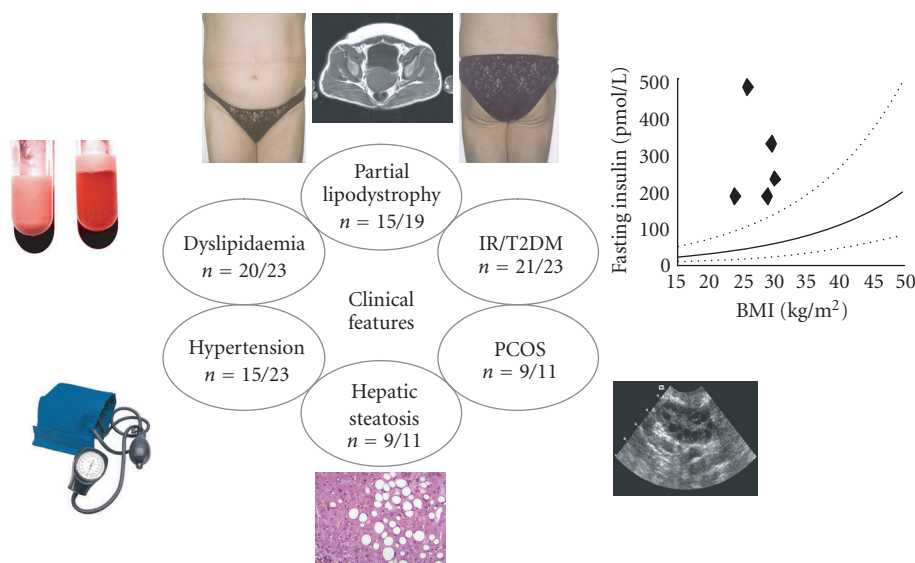 Partial
lipodystrophy
n = 15/19
Dyslipidaemia
n = 20/23
IR/T2DM
n = 21/23
Clinical
features
Hypertension
n = 15/23
PCOS
n = 9/11
Hepatic
steatosis
n = 9/11
Fasting insulin (pmol/L)
500
400
300
200
100
0
15 25 30 35 40 45 50
BMI (kg/m²)